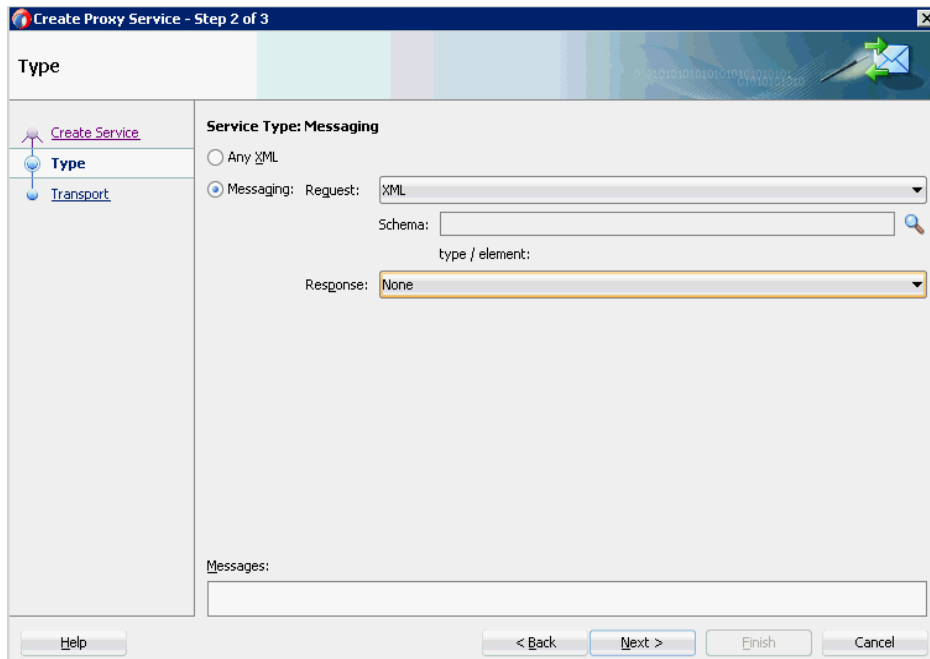 Create Proxy Service - Step 2 of 3
Type
Create Service
Type
Transport
Service Type: Messaging
Any XML
Messaging: Request: XML
Schema:
type / element:
Response: None
Messages:
Help < Back Next > Finish Cancel